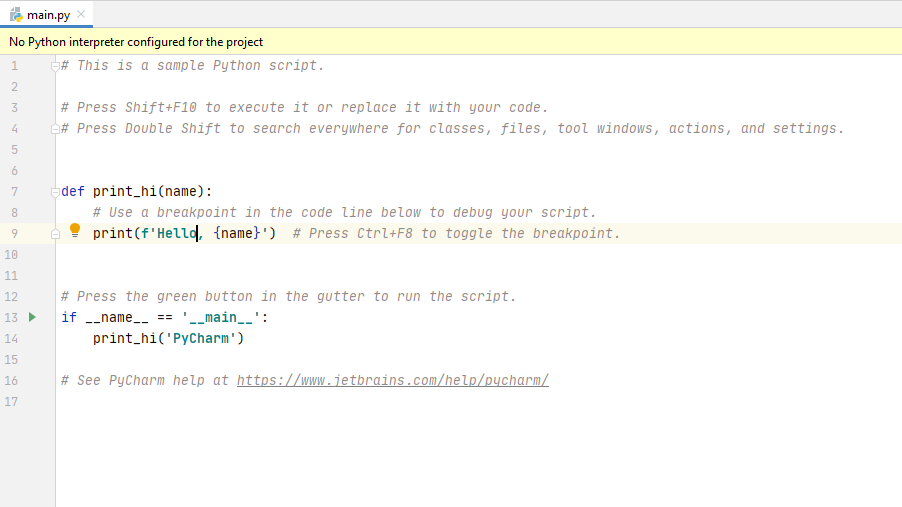 main.py
No Python interpreter configured for the project
1 # This is a sample Python script.
2
3 # Press Shift+F10 to execute it or replace it with your code.
4 # Press Double Shift to search everywhere for classes, files, tool windows, actions, and settings.
5
6
7 def print_hi(name):
8     # Use a breakpoint in the code line below to debug your script.
9     print(f'Hello, {name}')  # Press Ctrl+F8 to toggle the breakpoint.
10
11
12 # Press the green button in the gutter to run the script.
13 if __name__ == '__main__':
14     print_hi('PyCharm')
15
16 # See PyCharm help at https://www.jetbrains.com/help/pycharm/
17